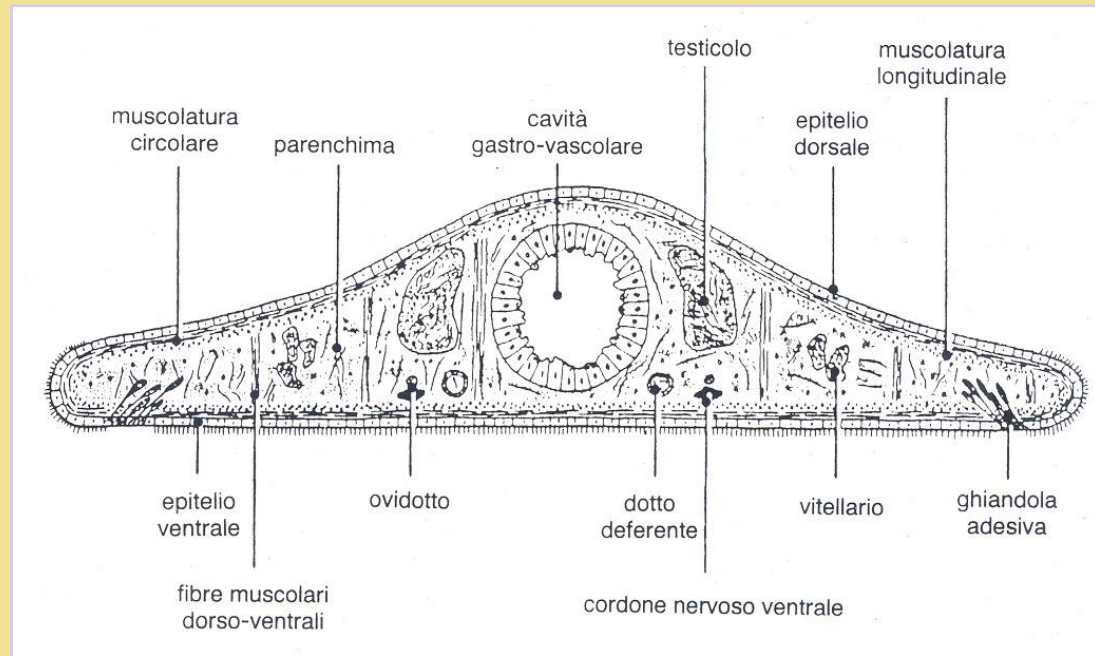 testicolo
muscolatura
longitudinale
muscolatura
circolare
parenchima
cavità
gastro-vascolare
epitelio
dorsale
epitelio
ventrale
ovidotto
dotto
deferente
vitellario
ghiandola
adesiva
fibre muscolari
dorso-ventrali
cordone nervoso ventrale